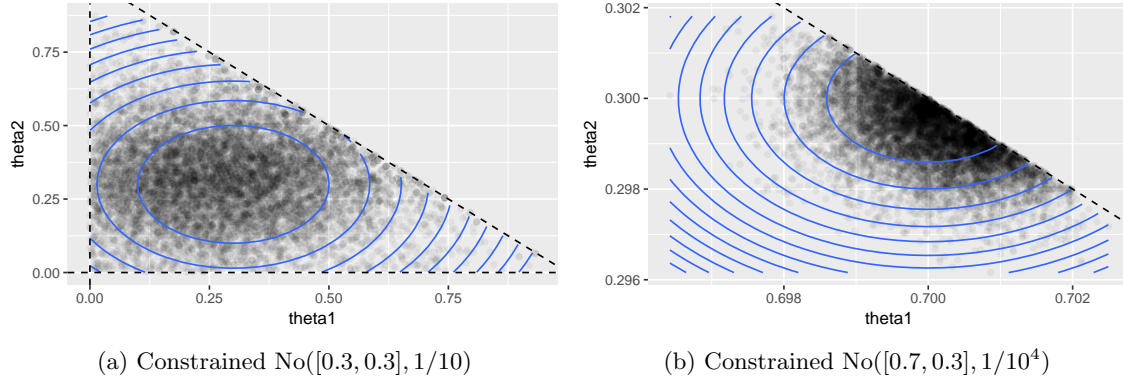 0.75
0.50
0.25
0.00
theta2
0.00
0.25
0.50
0.75
theta1
0.302
0.300
0.298
0.296
theta2
0.698
0.700
0.702
theta1
(a) Constrained No([0.3, 0.3], 1/10)
(b) Constrained No([0.7, 0.3], 1/10⁴)